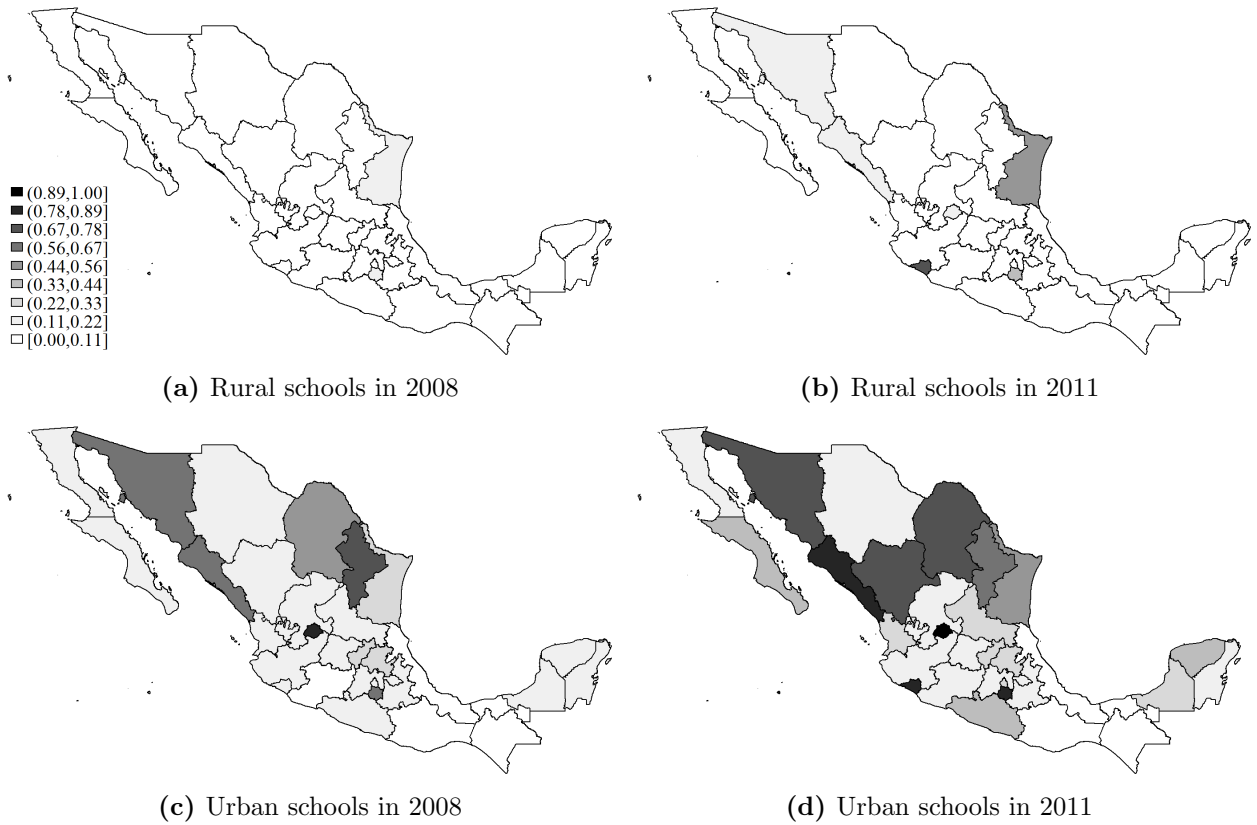 (0.89,1.00]
(0.78,0.89]
(0.67,0.78]
(0.56,0.67]
(0.44,0.56]
(0.33,0.44]
(0.22,0.33]
(0.11,0.22]
[0.00,0.11]
(a) Rural schools in 2008
(b) Rural schools in 2011
(c) Urban schools in 2008
(d) Urban schools in 2011